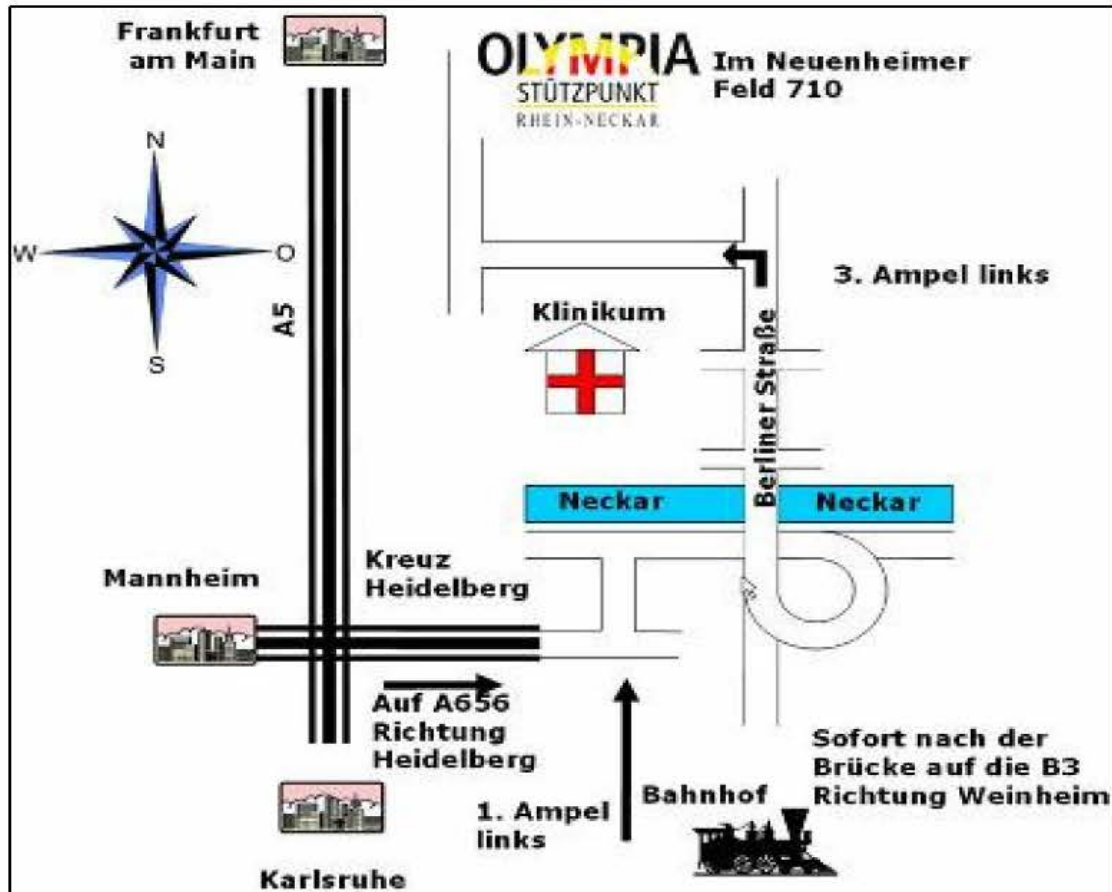 Frankfurt
am Main
OLYMPIA
STÜTZPUNKT
RHEIN-NECKAR
Im Neuenheimer
Feld 710
N
W
O
S
A5
3. Ampel links
Klinikum
Berliner Straße
Neckar
Neckar
Kreuz
Heidelberg
Mannheim
Auf A656
Richtung
Heidelberg
1. Ampel
links
Bahnhof
Sofort nach der
Brücke auf die B3
Richtung Weinheim
Karlsruhe